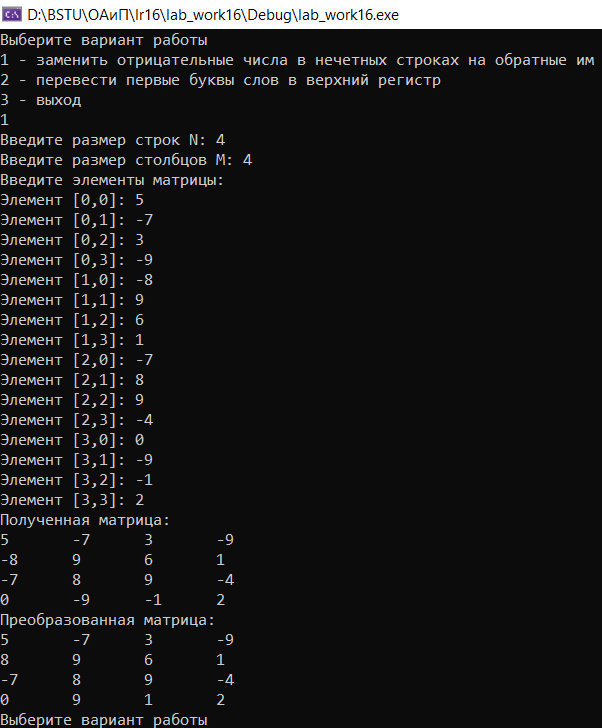 D:\BSTU\ОАиП\lr16\lab_work16\Debug\lab_work16.exe
Выберите вариант работы
1 - заменить отрицательные числа в нечетных строках на обратные им
2 - перевести первые буквы слов в верхний регистр
3 - выход
1
Введите размер строк N: 4
Введите размер столбцов M: 4
Введите элементы матрицы:
Элемент [0,0]: 5
Элемент [0,1]: -7
Элемент [0,2]: 3
Элемент [0,3]: -9
Элемент [1,0]: -8
Элемент [1,1]: 9
Элемент [1,2]: 6
Элемент [1,3]: 1
Элемент [2,0]: -7
Элемент [2,1]: 8
Элемент [2,2]: 9
Элемент [2,3]: -4
Элемент [3,0]: 0
Элемент [3,1]: -9
Элемент [3,2]: -1
Элемент [3,3]: 2
Полученная матрица:
5 -7 3 -9
-8 9 6 1
-7 8 9 -4
0 -9 -1 2
Преобразованная матрица:
5 -7 3 -9
8 9 6 1
-7 8 9 -4
0 9 1 2
Выберите вариант работы